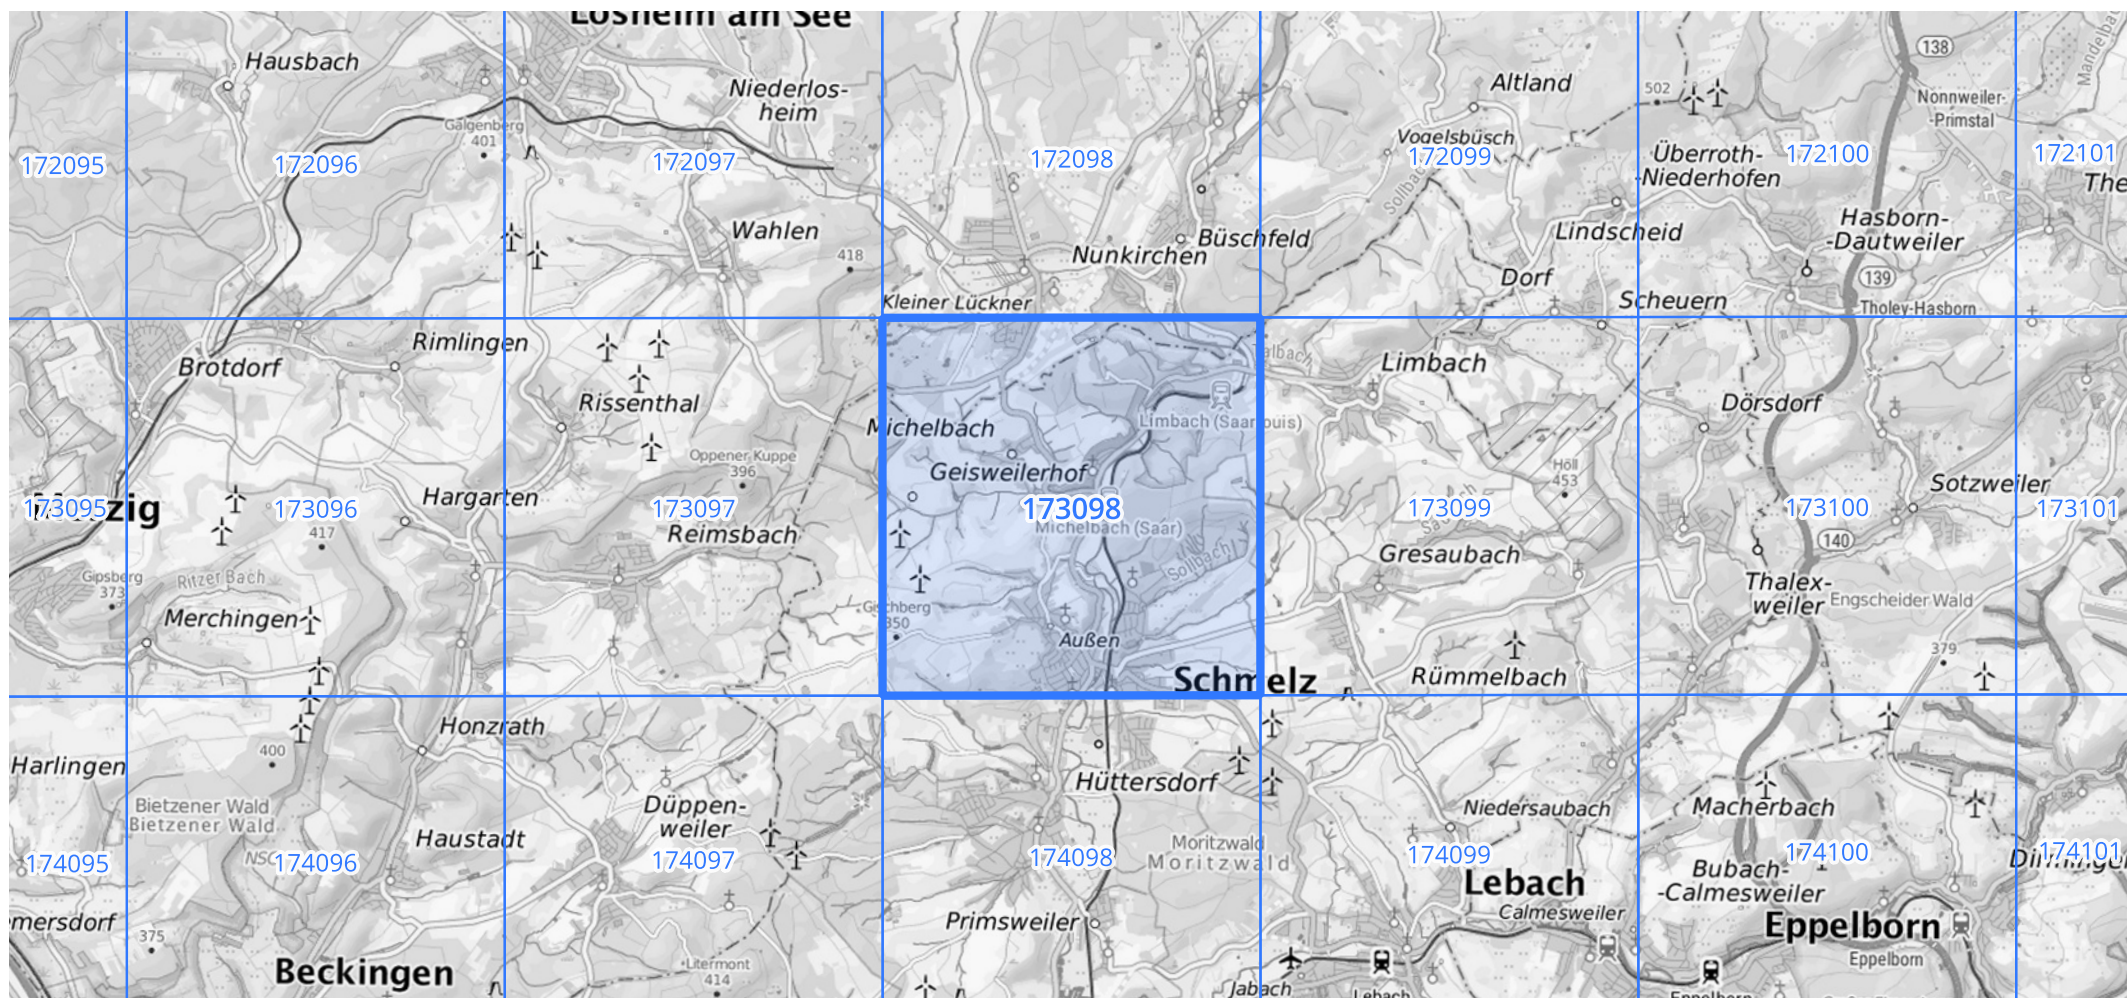 Losheim am See
Hausbach
138
Niederlos-
heim
Altland
502
Nonnweiler-
-Primstal
Galgenberg
401
Vogelsbüsch
172095
172096
172097
172098
172099
172100
172101
Überroth-
-Niederhofen
Wahlen
418
Nunkirchen
Büschfeld
Lindscheid
Hasborn-
-Dautweiler
Dorf
139
Kleiner Lückner
Scheuern
Tholey-Hasborn
Brotdorf
Rimlingen
Limbach
Rissenthal
Michelbach
Limbach (Saarlouis)
Dörsdorf
Oppener Kuppe
396
Geisweilerhof
Höll
453
Sotzweiler
Hargarten
173095
173096
173097
173098
173099
173100
173101
417
Reimsbach
Michelbach (Saar)
Sollbach
Gresaubach
140
Gipsberg
373
Ritzer Bach
Merchingen
350
Außen
Thalex-
weiler
Engscheider Wald
379
Schmelz
Rümmelbach
Honzrath
400
Harlingen
Hüttersdorf
Bietzener Wald
Bietzener Wald
Düppen-
weiler
Niedersaubach
Macherbach
Haustadt
Moritzwald
Moritzwald
174095
174096
174097
174098
174099
174100
174101
NSG
Lebach
Bubach-
-Calmesweiler
Calmesweiler
Primsweiler
Eppelborn
375
Beckingen
Litermont
414
Eppelborn
Jabach
Lebach
Eppelborn